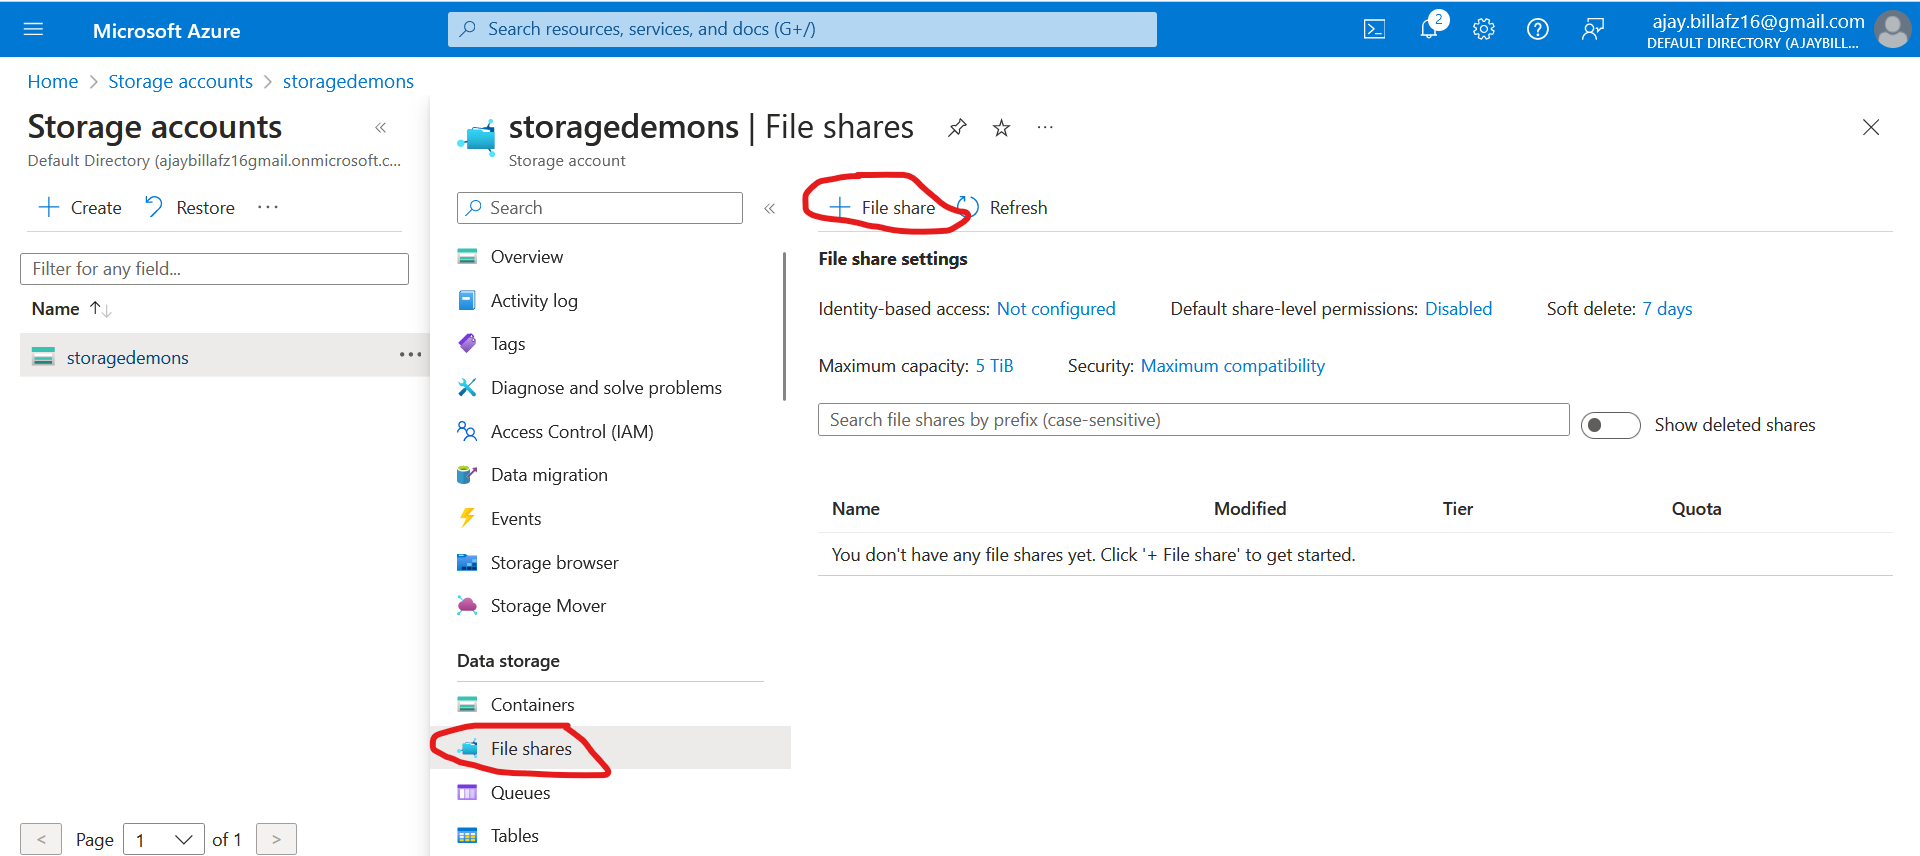 Microsoft Azure
Search resources, services, and docs (G+/)
2
ajay.billafz16@gmail.com
DEFAULT DIRECTORY (AJAYBILL...
Home > Storage accounts > storagedemons
Storage accounts
Default Directory (ajaybillafz16gmail.onmicrosoft.c...
+ Create Restore ...
Filter for any field...
Name
storagedemons ...
< Page 1 of 1 >
storagedemons | File shares ...
Storage account
Search
Overview
Activity log
Tags
Diagnose and solve problems
Access Control (IAM)
Data migration
Events
Storage browser
Storage Mover
Data storage
Containers
File shares
Queues
Tables
+ File share Refresh
File share settings
Identity-based access: Not configured Default share-level permissions: Disabled Soft delete: 7 days
Maximum capacity: 5 TiB Security: Maximum compatibility
Search file shares by prefix (case-sensitive) Show deleted shares
Name Modified Tier Quota
You don't have any file shares yet. Click '+ File share' to get started.